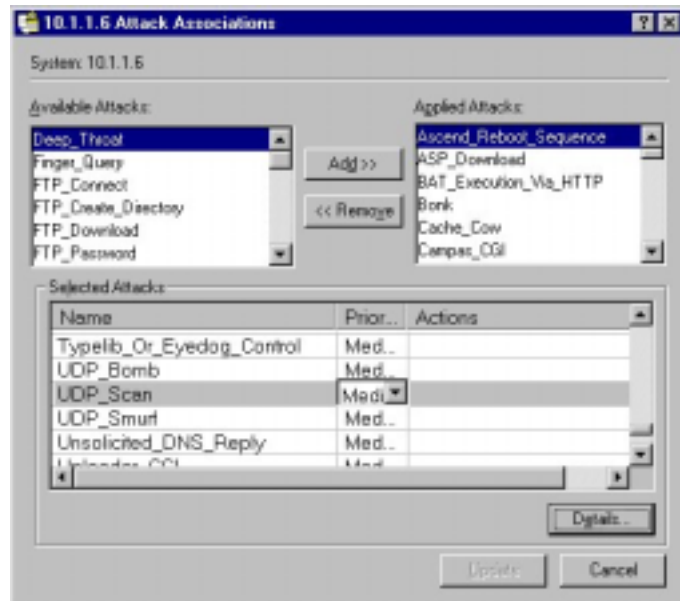 10.1.1.6 Attack Associations
System: 10.1.1.6
Available Attacks:
Deep_Throat
Finger_Query
FTP_Connect
FTP_Create_Directory
FTP_Download
FTP_Password
Add >>
<< Remove
Applied Attacks:
Ascend_Reboot_Sequence
ASP_Download
BAT_Execution_Via_HTTP
Bonk
Cache_Cow
Campas_CGI
Selected Attacks
Name Prior... Actions
Typelib_Or_Eyedog_Control Med...
UDP_Bomb Med...
UDP_Scan Medi
UDP_Smurf Med...
Unsolicited_DNS_Reply Med...
Uploader_CGI Med
Details...
Update
Cancel